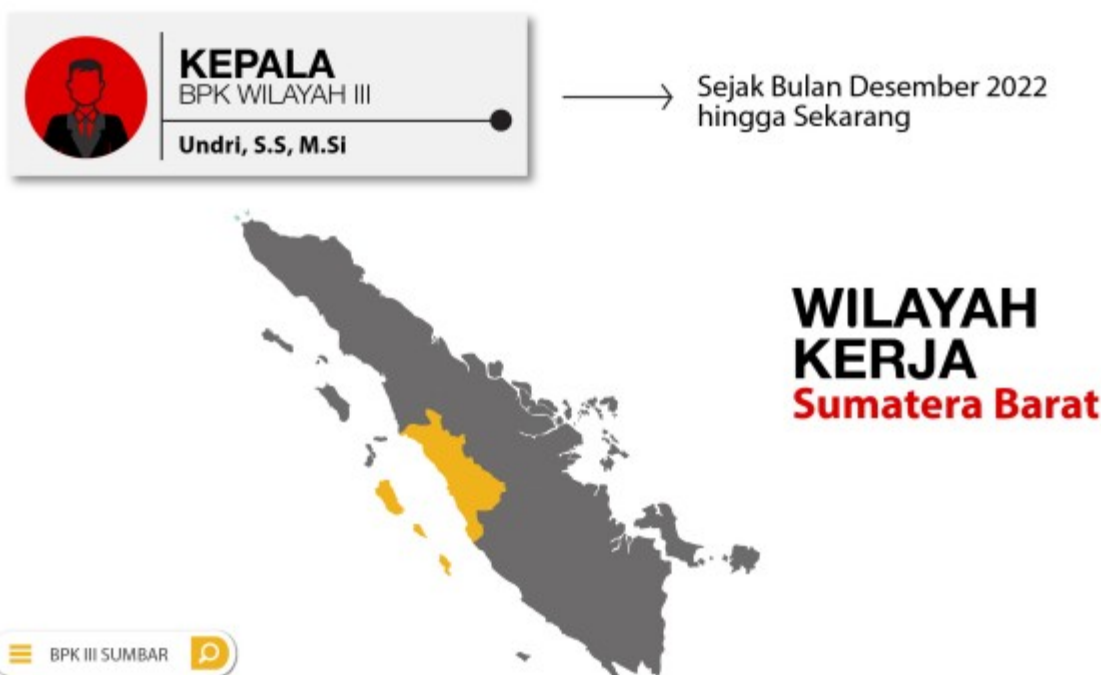 KEPALA
BPK WILAYAH III
Undri, S.S, M.Si
Sejak Bulan Desember 2022
hingga Sekarang
WILAYAH
KERJA
Sumatera Barat
BPK III SUMBAR